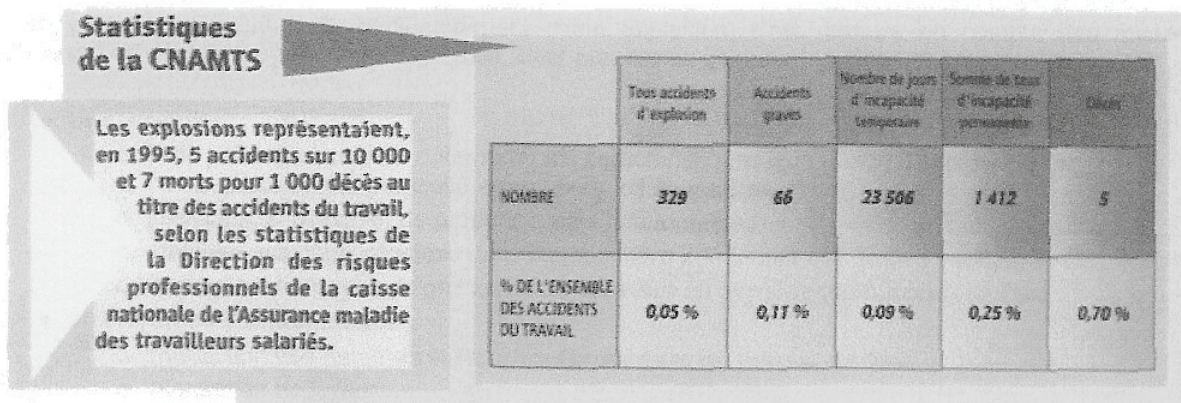 Statistiques
de la CNAMTS
Les explosions représentaient,
en 1995, 5 accidents sur 10 000
et 7 morts pour 1 000 décès au
titre des accidents du travail,
selon les statistiques de
la Direction des risques
professionnels de la caisse
nationale de l'Assurance maladie
des travailleurs salariés.
Tous accidents
d'explosion
Accidents
graves
Nombre de jours
d'incapacité
temporaire
Somme de taux
d'incapacité
permanente
Décès
NOMBRE
329
66
23 506
1 412
5
% DE L'ENSEMBLE
DES ACCIDENTS
DU TRAVAIL
0,05 %
0,11 %
0,09 %
0,25 %
0,70 %